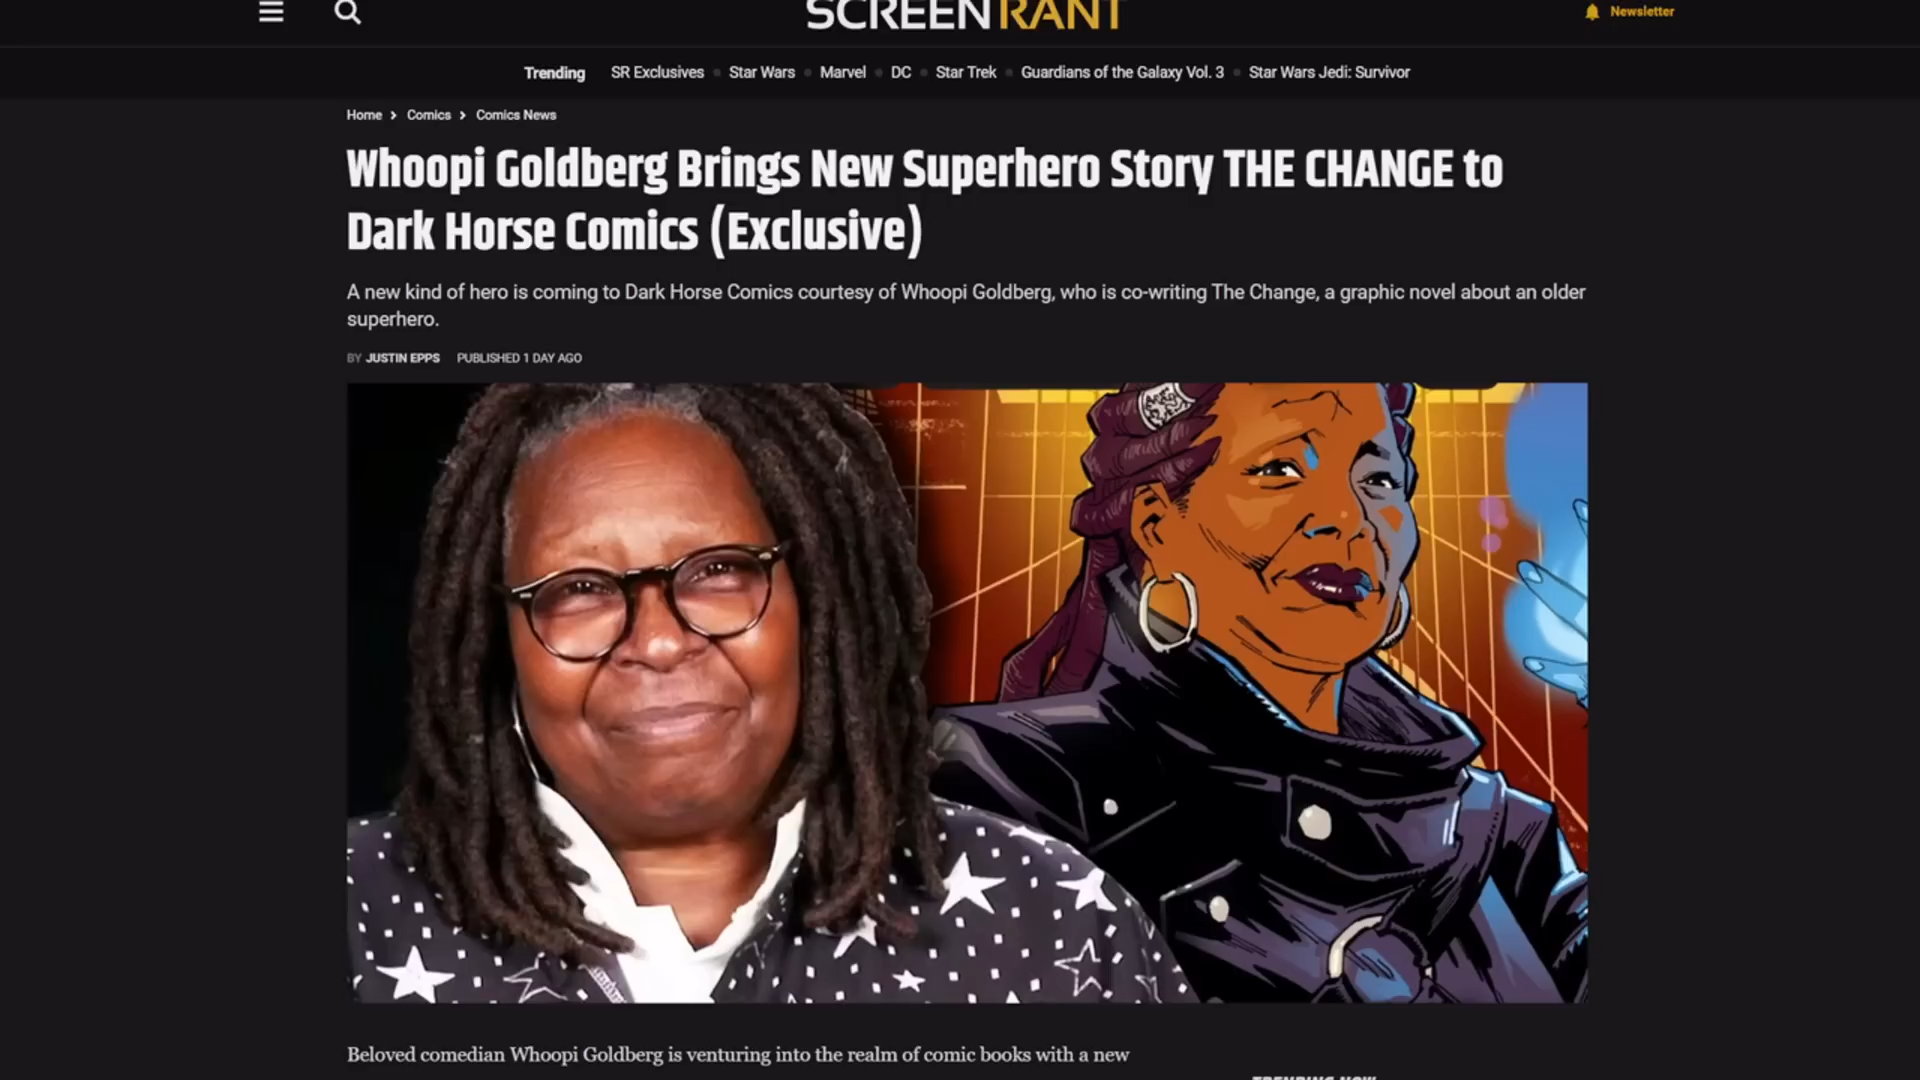 SCREENRANT
Newsletter
Trending SR Exclusives Star Wars Marvel DC Star Trek Guardians of the Galaxy Vol. 3 Star Wars Jedi: Survivor
Home > Comics > Comics News
Whoopi Goldberg Brings New Superhero Story THE CHANGE to
Dark Horse Comics (Exclusive)
A new kind of hero is coming to Dark Horse Comics courtesy of Whoopi Goldberg, who is co-writing The Change, a graphic novel about an older
superhero.
BY JUSTIN EPPS PUBLISHED 1 DAY AGO
Beloved comedian Whoopi Goldberg is venturing into the realm of comic books with a new
TRENDING NOW